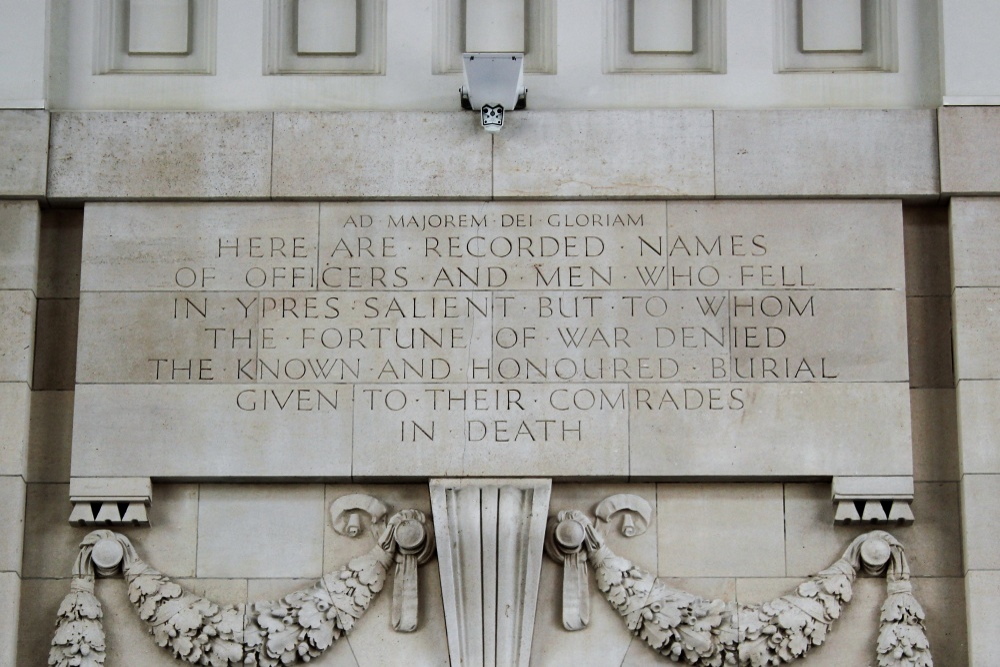 AD MAJOREM·DEI·GLORIAM
HERE·ARE·RECORDED·NAMES
OF·OFFICERS·AND·MEN·WHO·FELL
IN·YPRES·SALIENT·BUT·TO·WHOM
THE·FORTUNE·OF·WAR·DENIED
THE·KNOWN·AND·HONOURED·BURIAL
GIVEN·TO·THEIR·COMRADES
IN·DEATH